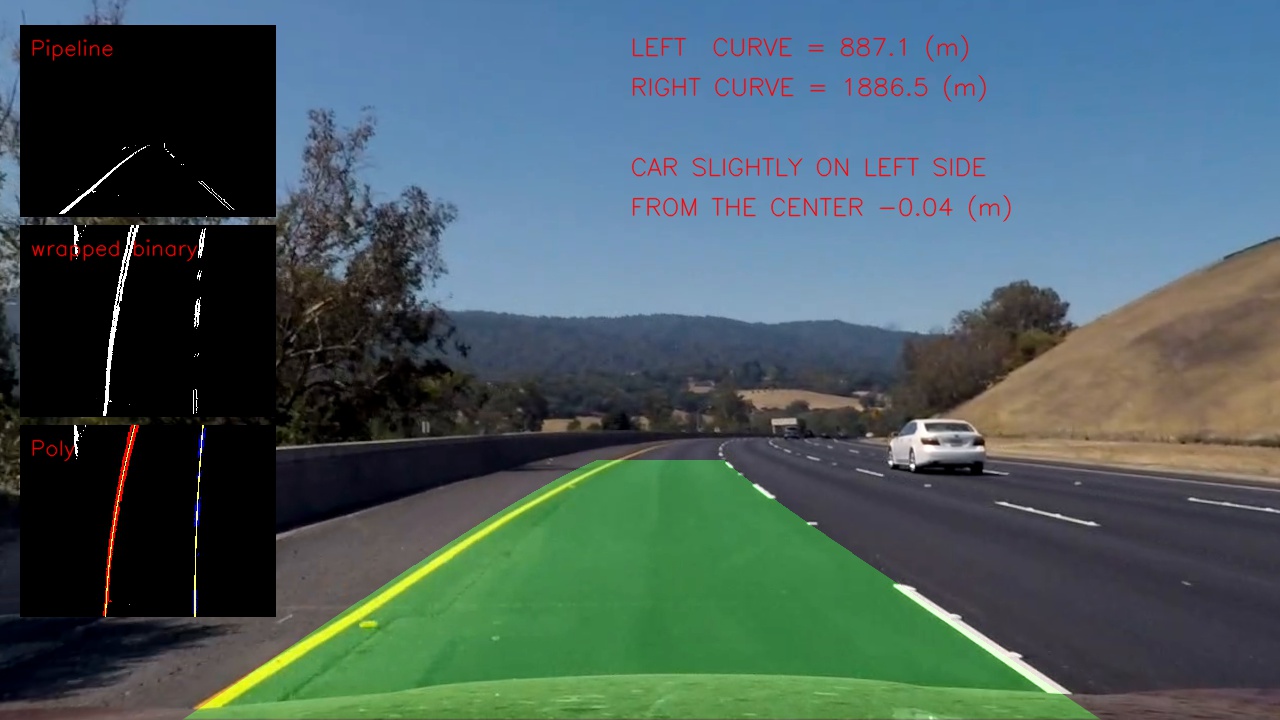 Pipeline
wrapped binary
Poly
LEFT CURVE = 887.1 (m)
RIGHT CURVE = 1886.5 (m)
CAR SLIGHTLY ON LEFT SIDE
FROM THE CENTER -0.04 (m)